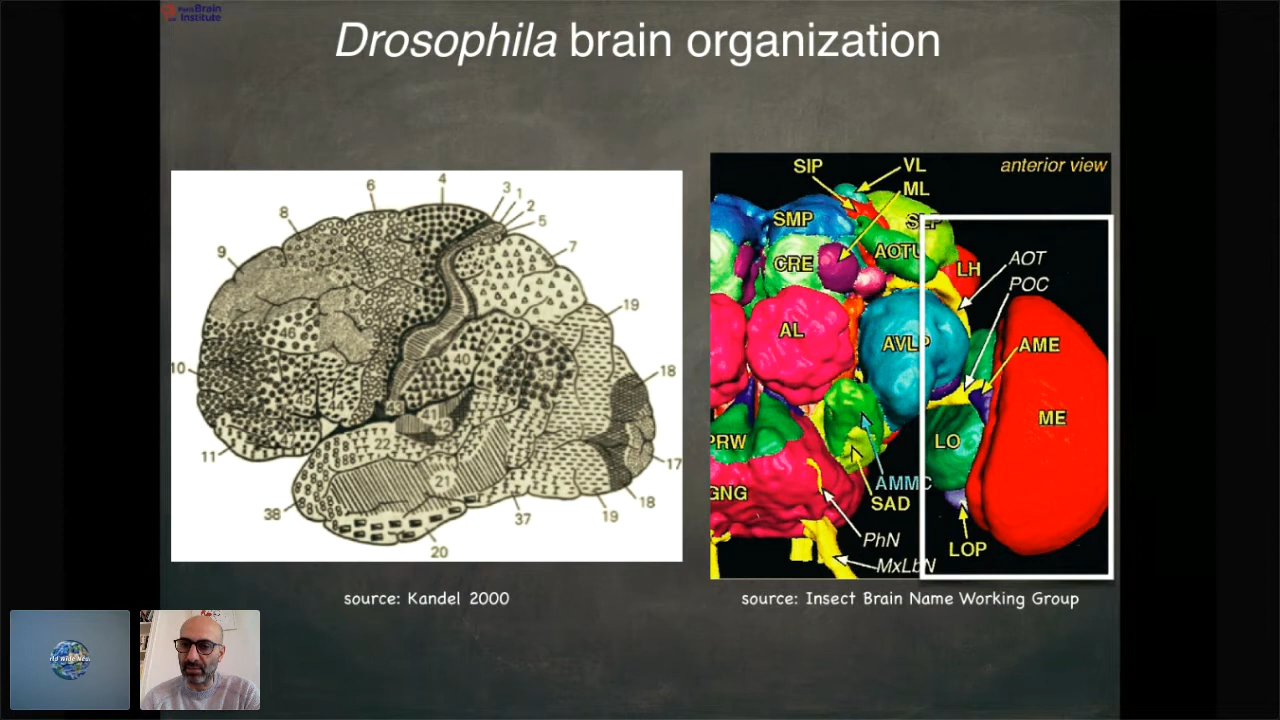 Paris Brain
Institute
Drosophila brain organization
6
4
3
1
2
5
8
7
9
19
46
10
40
18
45
11
22
17
21
18
38
37
19
20
source: Kandel 2000
SIP
VL
anterior view
ML
SMP
SLP
AOTU
CRE
LH
AOT
POC
AL
AVLP
AME
ME
PRW
LO
AMMC
GNG
SAD
PhN
LOP
MxLbN
source: Insect Brain Name Working Group